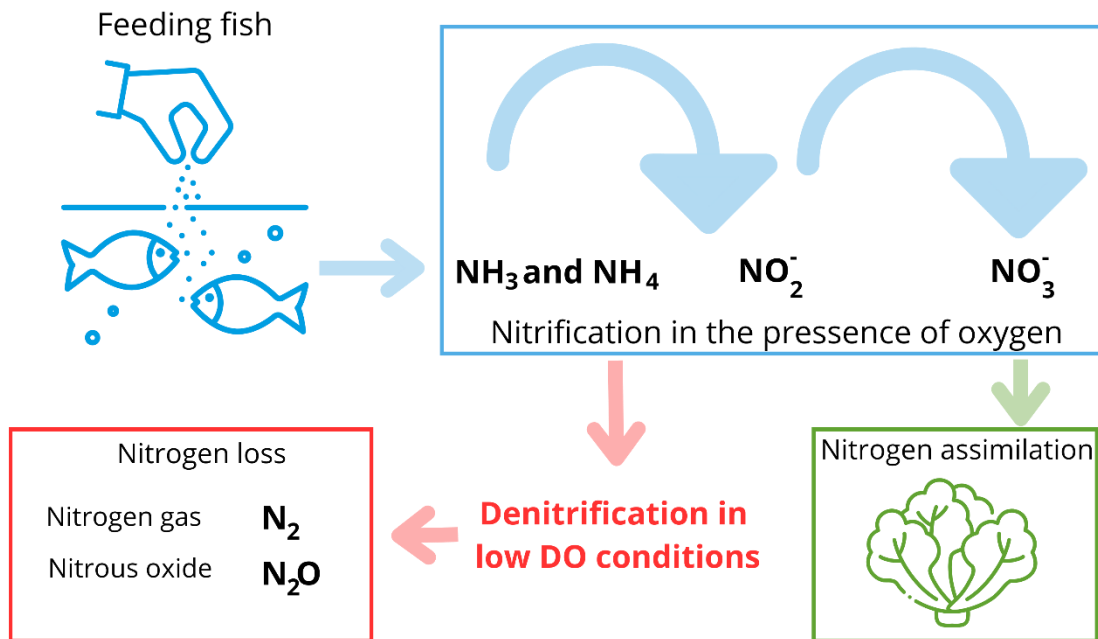 Feeding fish
NH₃ and NH₄ NO₂⁻ NO₃⁻
Nitrification in the pressence of oxygen
Nitrogen loss
Nitrogen gas N₂
Nitrous oxide N₂O
Denitrification in
low DO conditions
Nitrogen assimilation